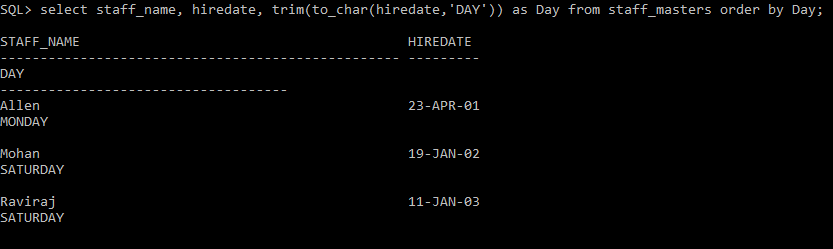 SQL> select staff_name, hiredate, trim(to_char(hiredate,'DAY')) as Day from staff_masters order by Day;
STAFF_NAME HIREDATE
-------------------------------------------------- ---------
DAY
------------------------------------
Allen 23-APR-01
MONDAY
Mohan 19-JAN-02
SATURDAY
Raviraj 11-JAN-03
SATURDAY